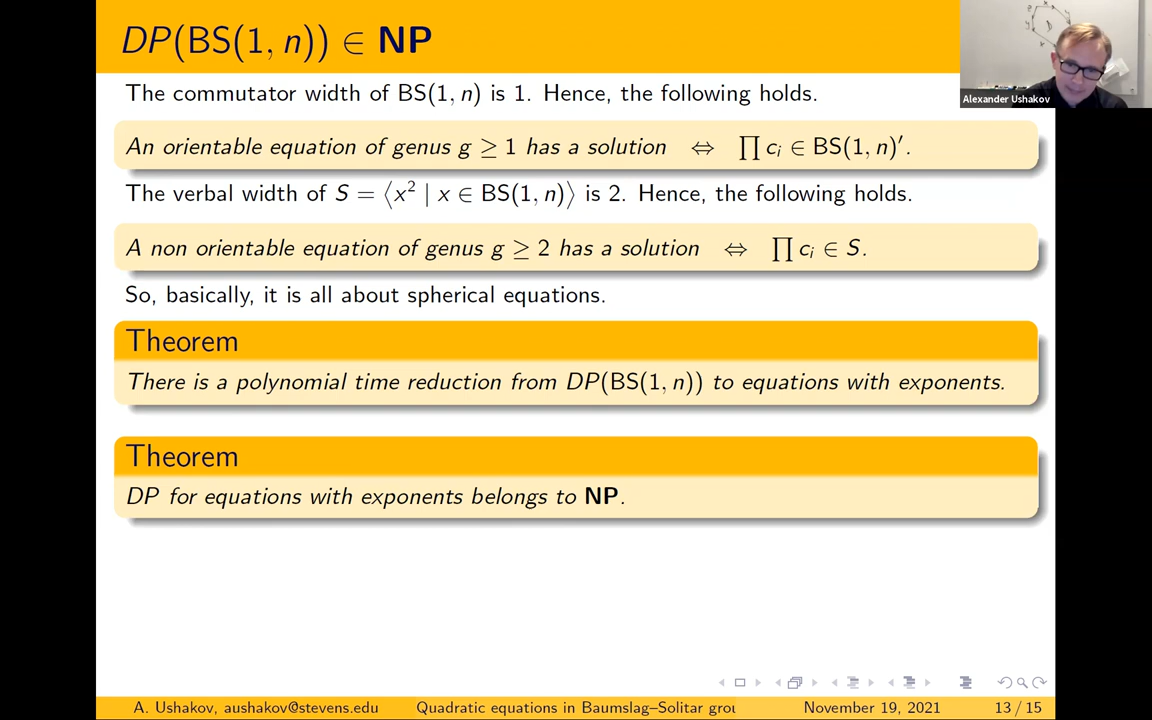 DP(BS(1, n)) ∈ NP
Alexander Ushakov
The commutator width of BS(1, n) is 1. Hence, the following holds.
An orientable equation of genus g ≥ 1 has a solution ⇔ ∏ cᵢ ∈ BS(1, n)′.
The verbal width of S = ⟨x² | x ∈ BS(1, n)⟩ is 2. Hence, the following holds.
A non orientable equation of genus g ≥ 2 has a solution ⇔ ∏ cᵢ ∈ S.
So, basically, it is all about spherical equations.
Theorem
There is a polynomial time reduction from DP(BS(1, n)) to equations with exponents.
Theorem
DP for equations with exponents belongs to NP.
A. Ushakov, aushakov@stevens.edu Quadratic equations in Baumslag–Solitar grou November 19, 2021 13 / 15